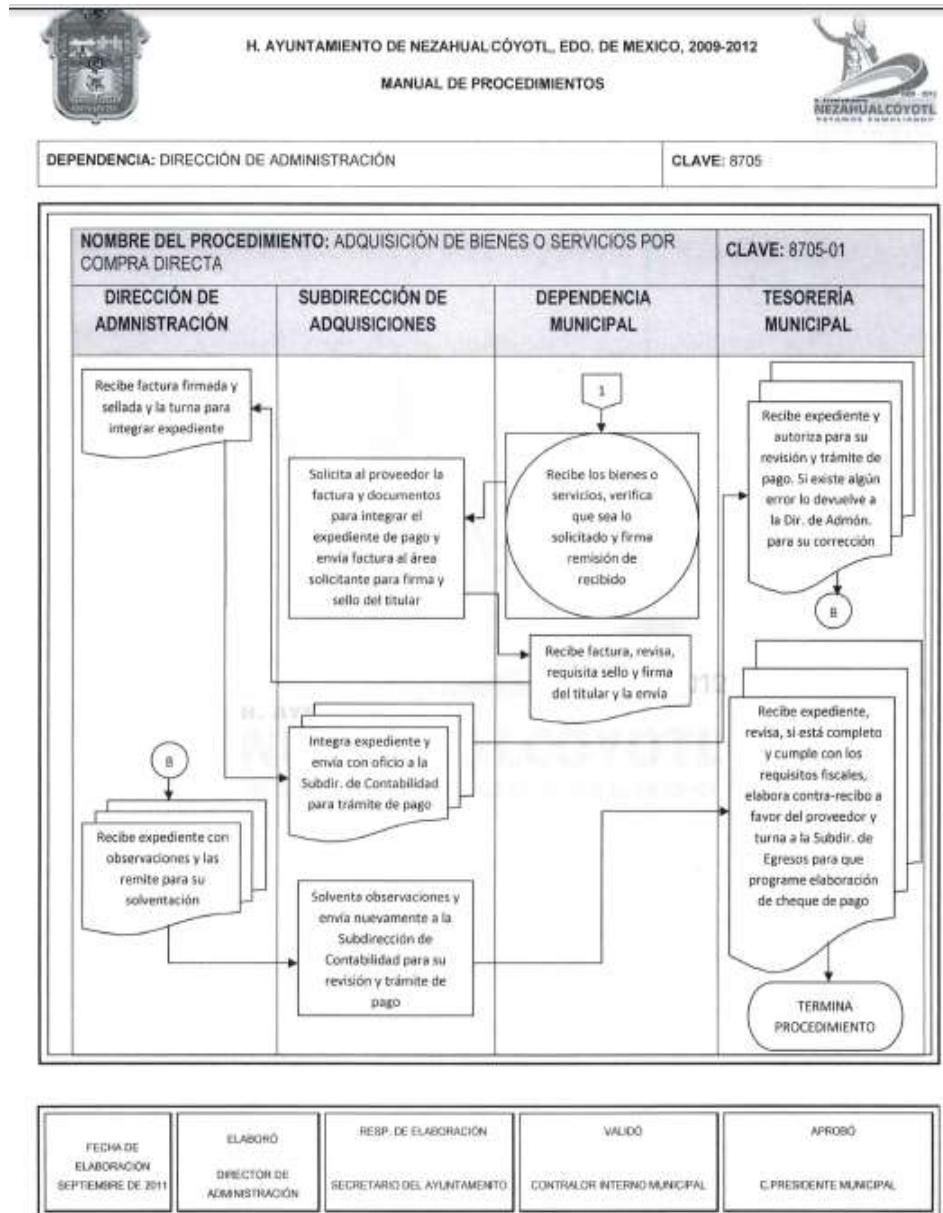 H. AYUNTAMIENTO DE NEZAHUALCÓYOTL, EDO. DE MEXICO, 2009-2012
MANUAL DE PROCEDIMIENTOS
NEZAHUALCOYOTL
DEPENDENCIA: DIRECCIÓN DE ADMINISTRACIÓN
CLAVE: 8705
NOMBRE DEL PROCEDIMIENTO: ADQUISICIÓN DE BIENES O SERVICIOS POR
COMPRA DIRECTA
CLAVE: 8705-01
DIRECCIÓN DE
ADMNISTRACIÓN
SUBDIRECCIÓN DE
ADQUISICIONES
DEPENDENCIA
MUNICIPAL
TESORERÍA
MUNICIPAL
Recibe factura firmada y
sellada y la turna para
integrar expediente
1
Recibe los bienes o
servicios, verifica
que sea lo
solicitado y firma
remisión de
recibido
Solicita al proveedor la
factura y documentos
para integrar el
expediente de pago y
envía factura al área
solicitante para firma y
sello del titular
Recibe expediente y
autoriza para su
revisión y trámite de
pago. Si existe algún
error lo devuelve a
la Dir. de Admón.
para su corrección
B
Recibe factura, revisa,
requisita sello y firma
del titular y la envía
Integra expediente y
envía con oficio a la
Subdir. de Contabilidad
para trámite de pago
B
Recibe expediente con
observaciones y las
remite para su
solventación
Solventa observaciones y
envía nuevamente a la
Subdirección de
Contabilidad para su
revisión y trámite de
pago
Recibe expediente,
revisa, si está completo
y cumple con los
requisitos fiscales,
elabora contra-recibo a
favor del proveedor y
turna a la Subdir. de
Egresos para que
programe elaboración
de cheque de pago
TERMINA
PROCEDIMIENTO
FECHA DE
ELABORACIÓN
SEPTIEMBRE DE 2011
ELABORÓ
DIRECTOR DE
ADMINISTRACIÓN
RESP. DE ELABORACIÓN
SECRETARIO DEL AYUNTAMENITO
VALIDÓ
CONTRALOR INTERNO MUNICIPAL
APROBÓ
C.PRESIDENTE MUNICIPAL